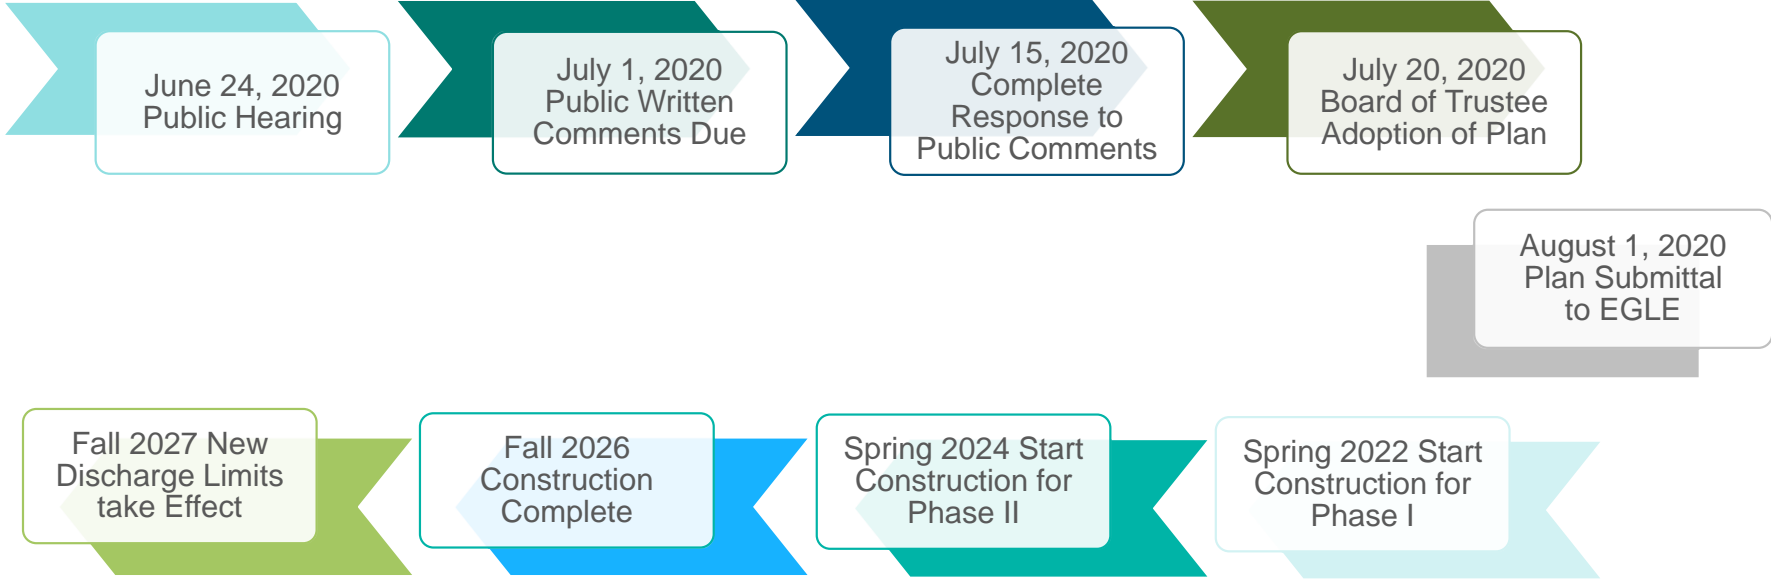 June 24, 2020
Public Hearing
July 1, 2020
Public Written
Comments Due
July 15, 2020
Complete
Response to
Public Comments
July 20, 2020
Board of Trustee
Adoption of Plan
August 1, 2020
Plan Submittal
to EGLE
Spring 2022 Start
Construction for
Phase I
Spring 2024 Start
Construction for
Phase II
Fall 2026
Construction
Complete
Fall 2027 New
Discharge Limits
take Effect